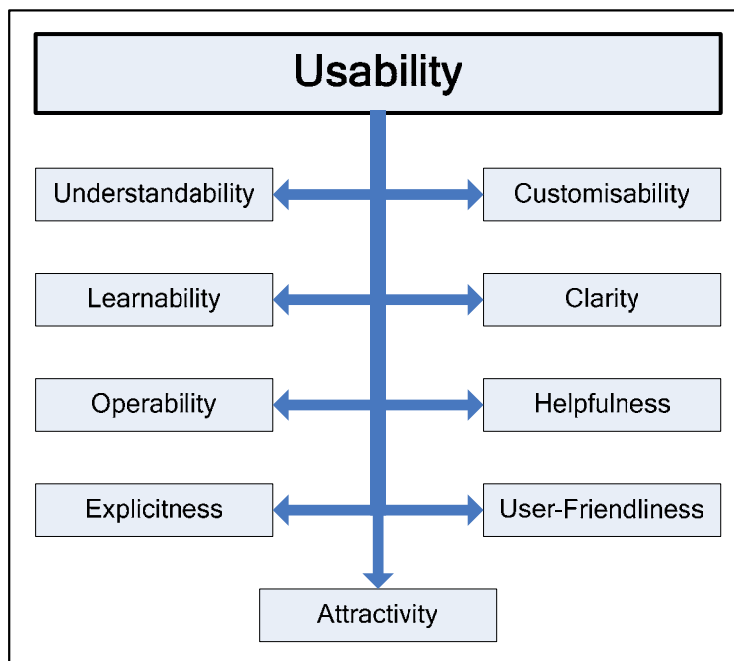 Usability
Understandability
Customisability
Learnability
Clarity
Operability
Helpfulness
Explicitness
User-Friendliness
Attractivity